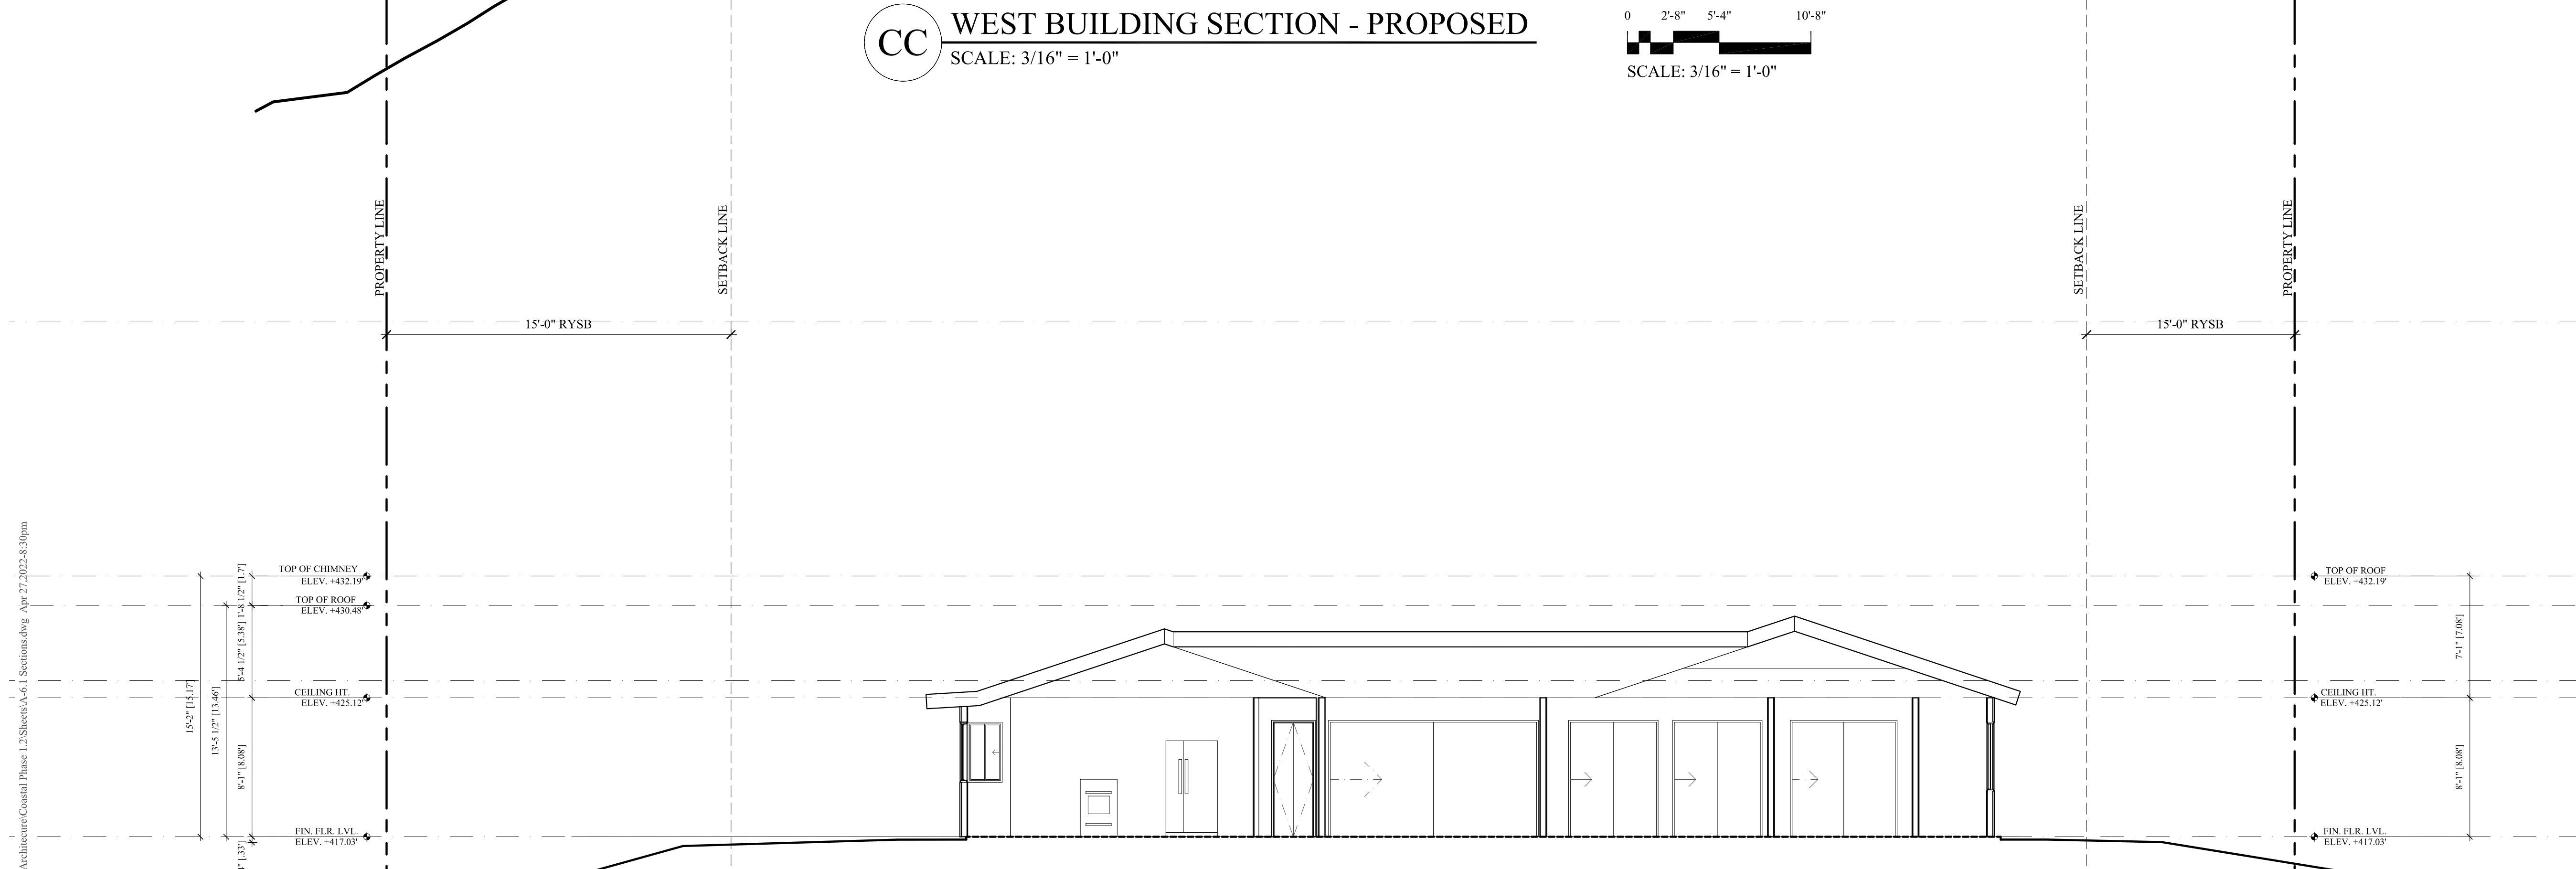 CC
WEST BUILDING SECTION - PROPOSED
SCALE: 3/16" = 1'-0"
0 2'-8" 5'-4" 10'-8"
SCALE: 3/16" = 1'-0"
PROPERTY LINE
SETBACK LINE
SETBACK LINE
PROPERTY LINE
15'-0" RYSB
15'-0" RYSB
Architecure\Coastal Phase 1.2\Sheets\A-6.1 Sections.dwg Apr 27,2022-8:30pm
15'-2" [15.17']
13'-5 1/2" [13.46']
1'-8 1/2" [1.7']
5'-4 1/2" [5.38']
8'-1" [8.08']
[.33']
TOP OF CHIMNEY
ELEV. +432.19'
TOP OF ROOF
ELEV. +430.48'
CEILING HT.
ELEV. +425.12'
FIN. FLR. LVL.
ELEV. +417.03'
TOP OF ROOF
ELEV. +432.19'
CEILING HT.
ELEV. +425.12'
FIN. FLR. LVL.
ELEV. +417.03'
7'-1" [7.08']
8'-1" [8.08']